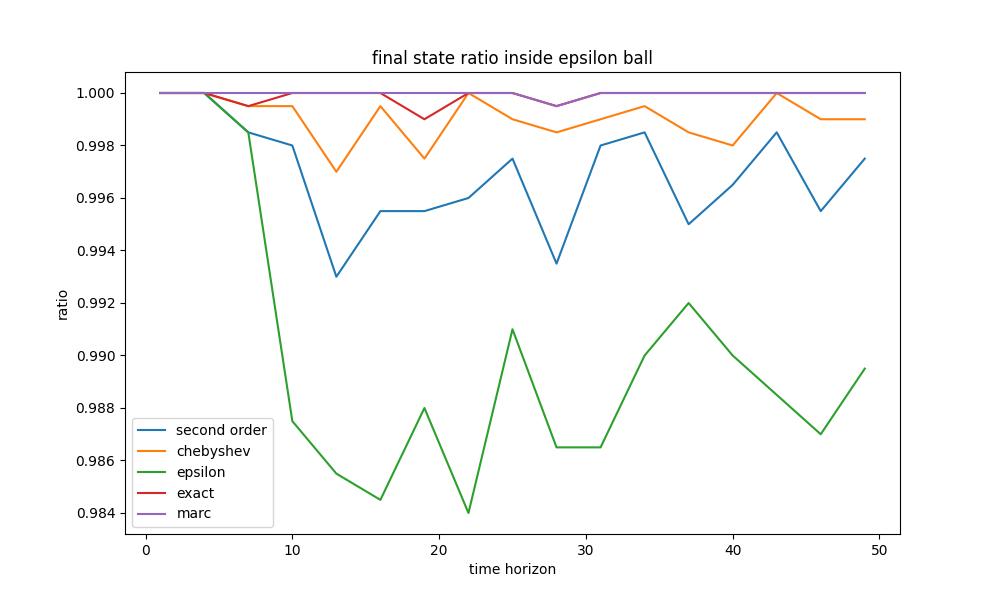 final state ratio inside epsilon ball
1.000
0.998
0.996
0.994
0.992
0.990
0.988
0.986
0.984
ratio
second order
chebyshev
epsilon
exact
marc
0 10 20 30 40 50
time horizon